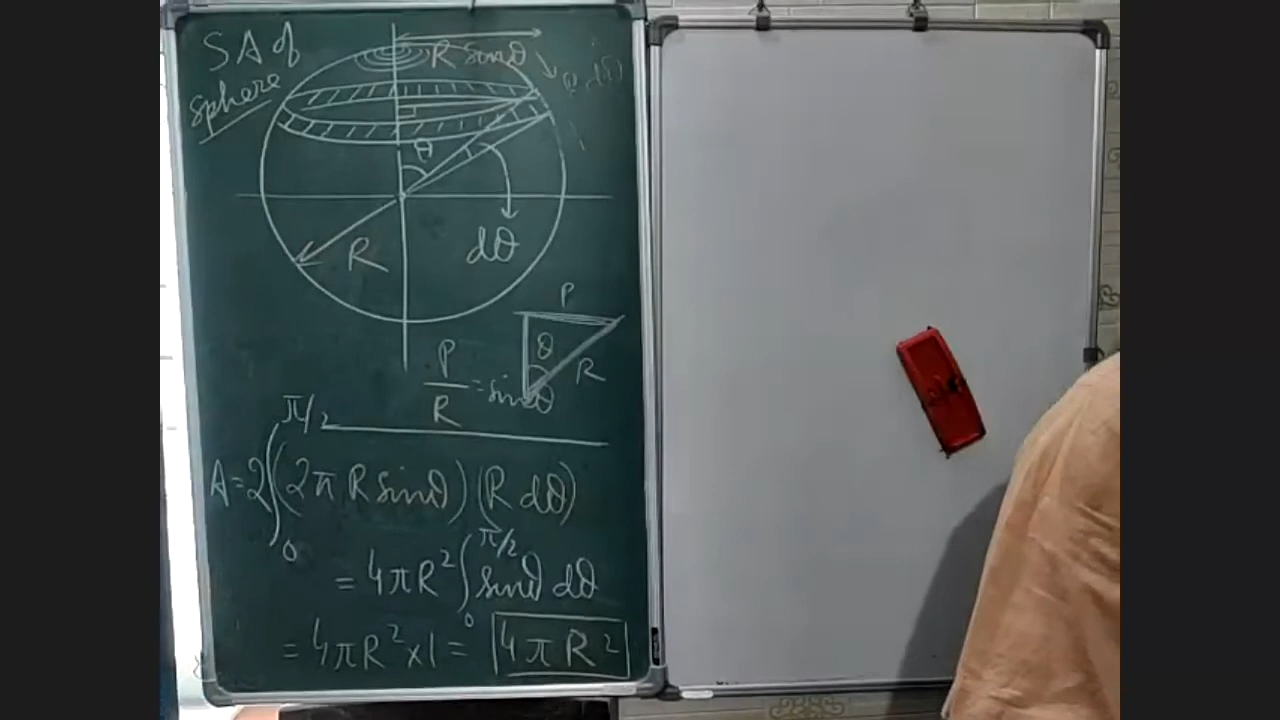 SA of
sphere
R sinθ
R dθ
θ
R
dθ
P
θ
R
P/R = sinθ
A = 2∫₀^π/2 (2πR sinθ) (R dθ)
= 4πR² ∫₀^π/2 sinθ dθ
= 4πR² x 1 = 4πR²